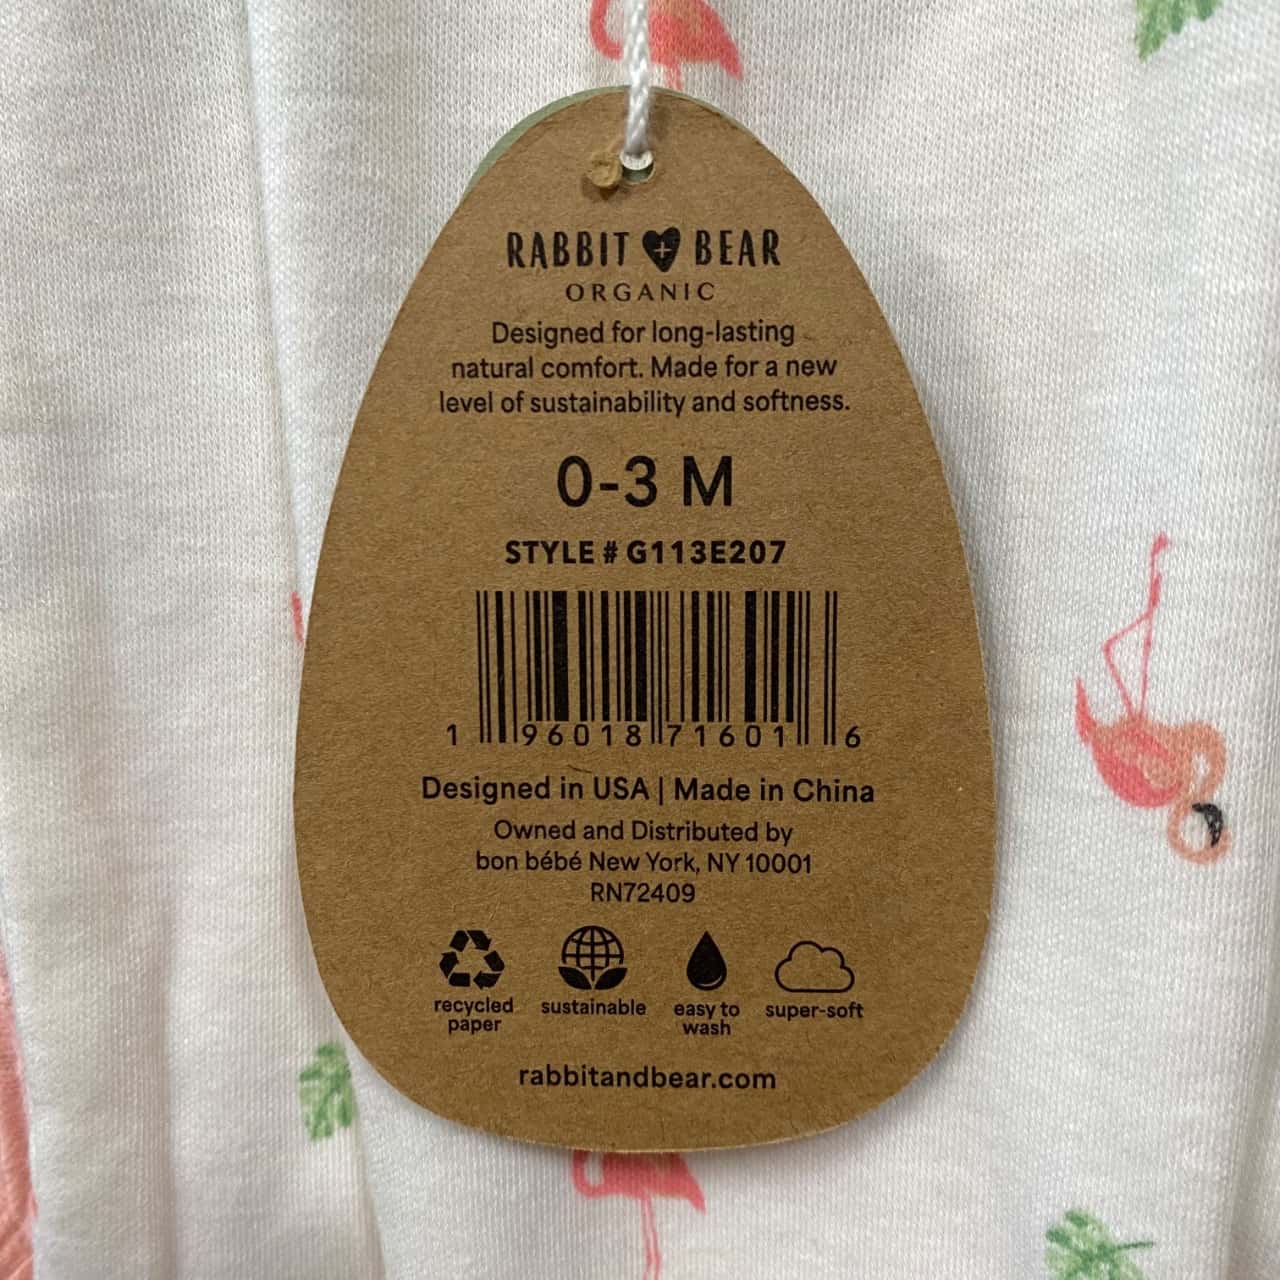 RABBIT + BEAR
ORGANIC
Designed for long-lasting
natural comfort. Made for a new
level of sustainability and softness.
0-3 M
STYLE # G113E207
1 96018 71601 6
Designed in USA | Made in China
Owned and Distributed by
bon bébé New York, NY 10001
RN72409
recycled paper
sustainable
easy to wash
super-soft
rabbitandbear.com